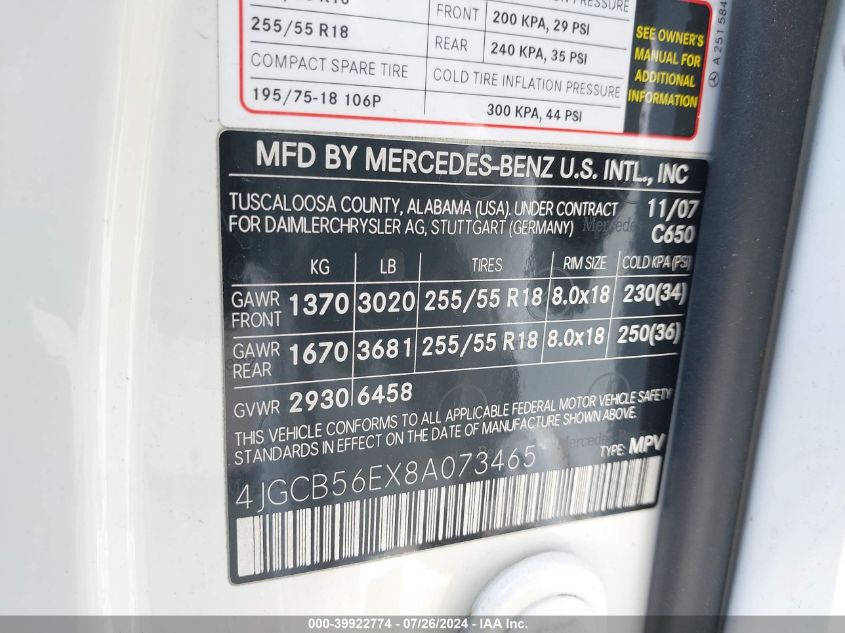 PRESSURE
FRONT 200 KPA, 29 PSI
255/55 R18 REAR 240 KPA, 35 PSI
COMPACT SPARE TIRE COLD TIRE INFLATION PRESSURE
195/75-18 106P 300 KPA, 44 PSI
SEE OWNER'S
MANUAL FOR
ADDITIONAL
INFORMATION
A 251 584
MFD BY MERCEDES-BENZ U.S. INTL., INC
TUSCALOOSA COUNTY, ALABAMA (USA). UNDER CONTRACT 11/07
FOR DAIMLERCHRYSLER AG, STUTTGART (GERMANY) C650
KG LB TIRES RIM SIZE COLD KPA (PSI)
GAWR FRONT 1370 3020 255/55 R18 8.0x18 230(34)
GAWR REAR 1670 3681 255/55 R18 8.0x18 250(36)
GVWR 2930 6458
THIS VEHICLE CONFORMS TO ALL APPLICABLE FEDERAL MOTOR VEHICLE SAFETY
STANDARDS IN EFFECT ON THE DATE OF MANUFACTURE SHOWN ABOVE.
4JGCB56EX8A073465 TYPE: MPV
000-39922774 - 07/26/2024 - IAA Inc.